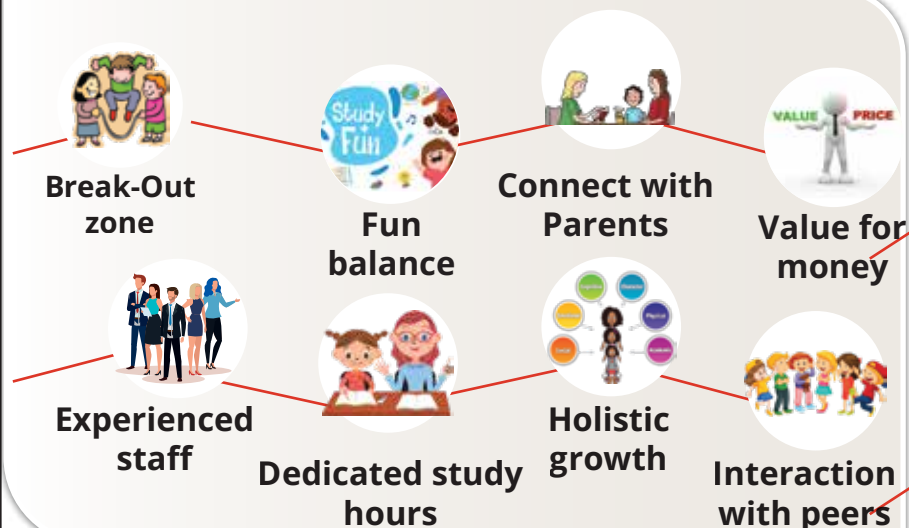 Study
+
Fun
VALUE PRICE
Break-Out
zone
Fun
balance
Connect with
Parents
Value for
money
Experienced
staff
Dedicated study
hours
Holistic
growth
Interaction
with peers